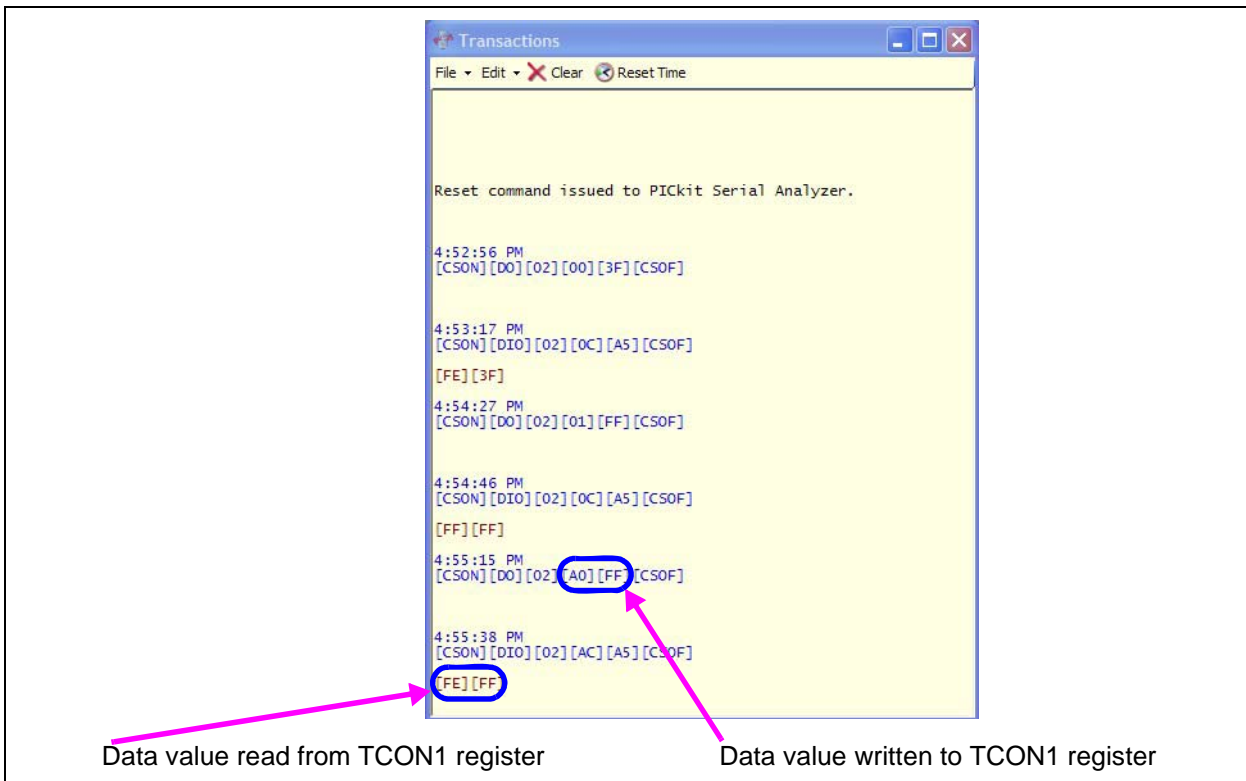 Transactions
File Edit Clear Reset Time
Reset command issued to PICkit Serial Analyzer.
4:52:56 PM
[CSON][DO][02][00][3F][CSOF]
4:53:17 PM
[CSON][DIO][02][0C][A5][CSOF]
[FE][3F]
4:54:27 PM
[CSON][DO][02][01][FF][CSOF]
4:54:46 PM
[CSON][DIO][02][0C][A5][CSOF]
[FF][FF]
4:55:15 PM
[CSON][DO][02][A0][FF][CSOF]
4:55:38 PM
[CSON][DIO][02][AC][A5][CSOF]
[FE][FF]
Data value read from TCON1 register
Data value written to TCON1 register